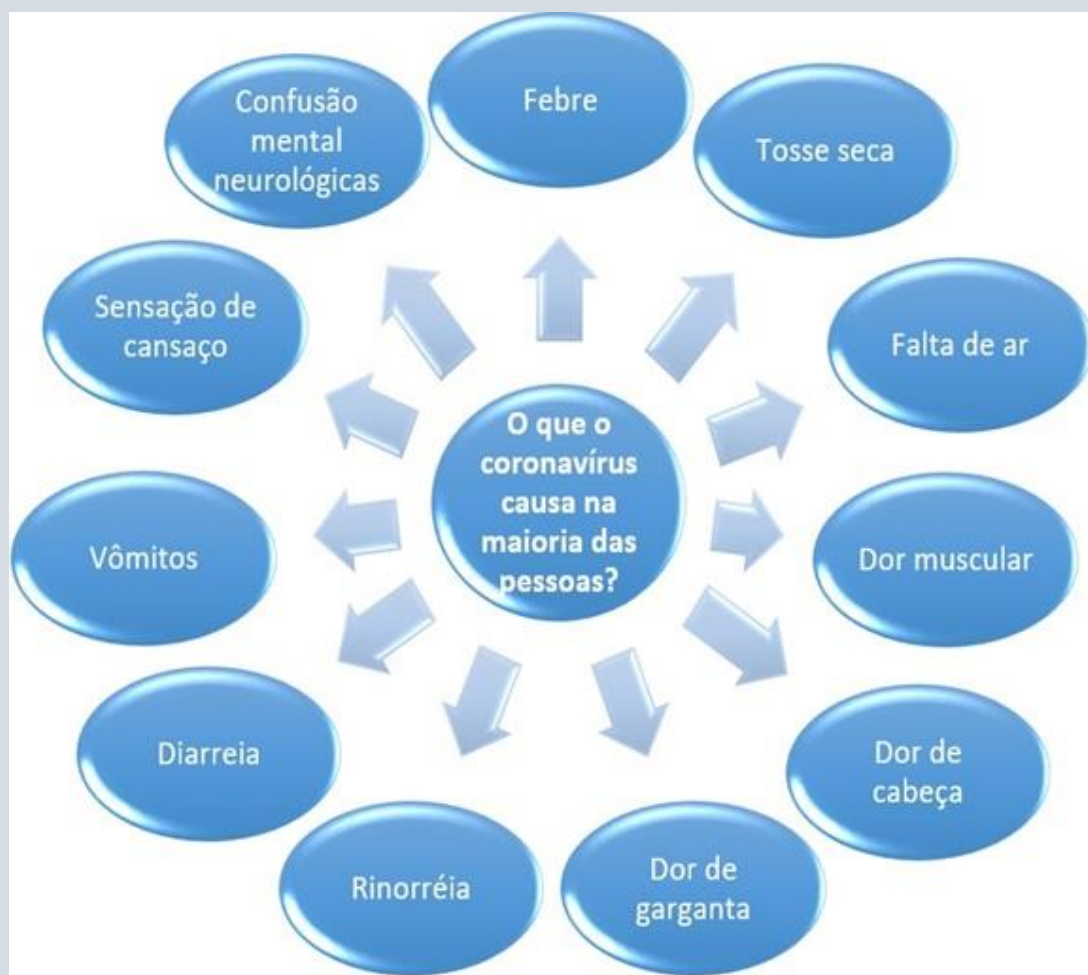 O que o
coronavírus
causa na
maioria das
pessoas?
Febre
Tosse seca
Falta de ar
Dor muscular
Dor de
cabeça
Dor de
garganta
Rinorréia
Diarreia
Vômitos
Sensação de
cansaço
Confusão
mental
neurológicas